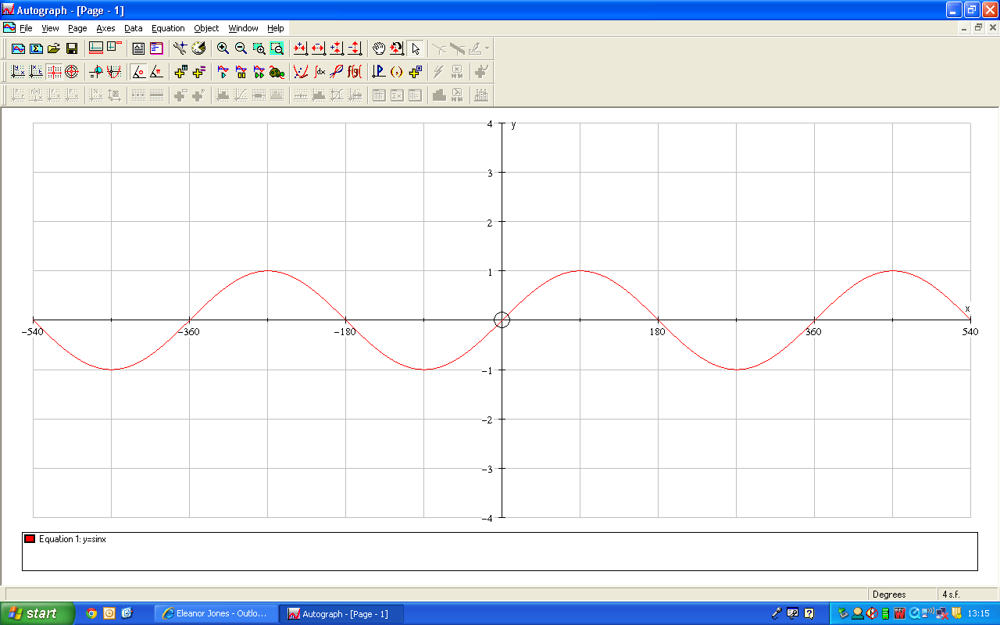 Autograph - [Page - 1]
File View Page Axes Data Equation Object Window Help
4 y
3
2
1
x
-540 -360 -180 180 360 540
-1
-2
-3
-4
Equation 1: y=sinx
Degrees 4 s.f.
start Eleanor Jones - Outlo... Autograph - [Page - 1] 13:15